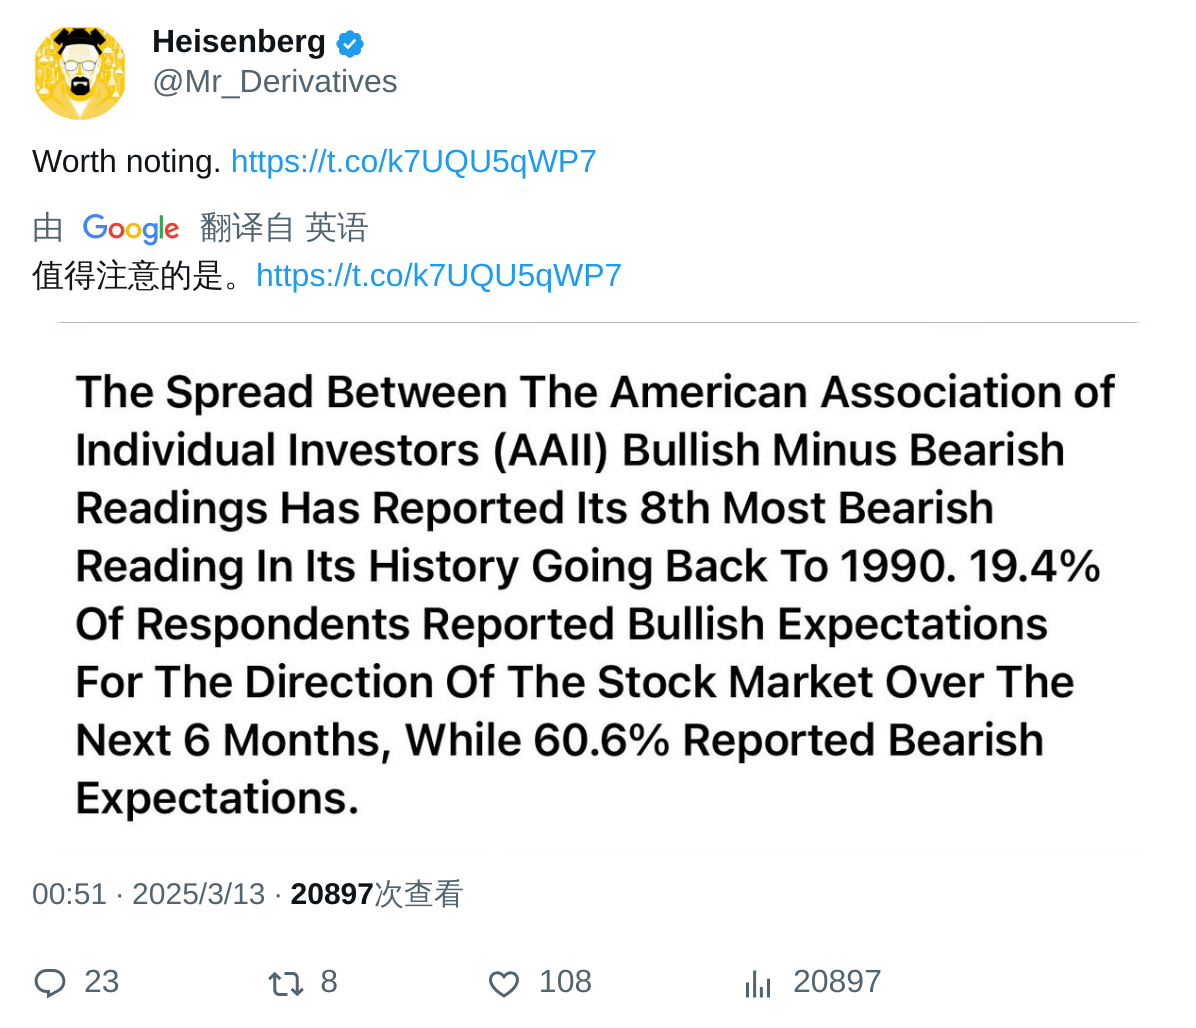 Heisenberg
@Mr_Derivatives
Worth noting. https://t.co/k7UQU5qWP7
由 Google 翻译自 英语
值得注意的是。https://t.co/k7UQU5qWP7
The Spread Between The American Association of
Individual Investors (AAII) Bullish Minus Bearish
Readings Has Reported Its 8th Most Bearish
Reading In Its History Going Back To 1990. 19.4%
Of Respondents Reported Bullish Expectations
For The Direction Of The Stock Market Over The
Next 6 Months, While 60.6% Reported Bearish
Expectations.
00:51 · 2025/3/13 · 20897次查看
23 8 108 20897